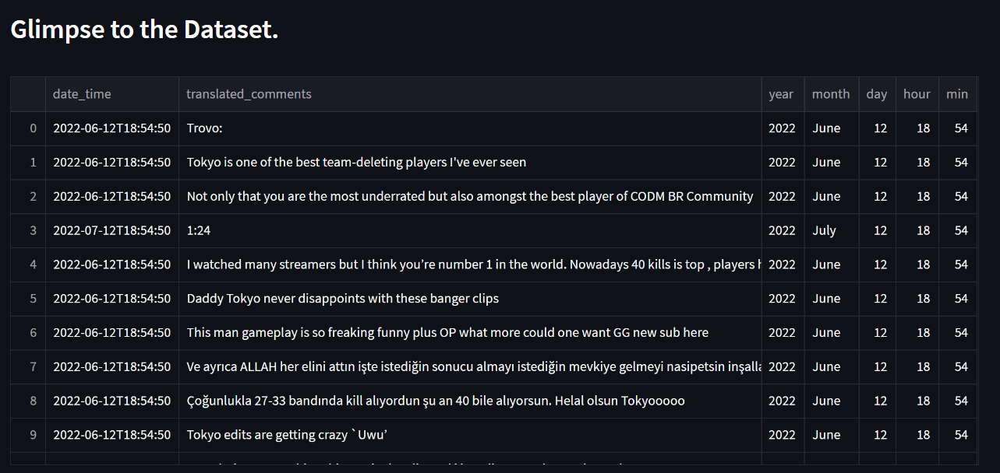 Glimpse to the Dataset.
date_time translated_comments year month day hour min
0 2022-06-12T18:54:50 Trovo: 2022 June 12 18 54
1 2022-06-12T18:54:50 Tokyo is one of the best team-deleting players I've ever seen 2022 June 12 18 54
2 2022-06-12T18:54:50 Not only that you are the most underrated but also amongst the best player of CODM BR Community 2022 June 12 18 54
3 2022-07-12T18:54:50 1:24 2022 July 12 18 54
4 2022-06-12T18:54:50 I watched many streamers but I think you’re number 1 in the world. Nowadays 40 kills is top , players 2022 June 12 18 54
5 2022-06-12T18:54:50 Daddy Tokyo never disappoints with these banger clips 2022 June 12 18 54
6 2022-06-12T18:54:50 This man gameplay is so freaking funny plus OP what more could one want GG new sub here 2022 June 12 18 54
7 2022-06-12T18:54:50 Ve ayrıca ALLAH her elini attın işte istediğin sonucu almayı istediğin mevkiye gelmeyi nasipetsin 2022 June 12 18 54
8 2022-06-12T18:54:50 Çoğunlukla 27-33 bandında kill alıyordun şu an 40 bile alıyorsun. Helal olsun Tokyooooo 2022 June 12 18 54
9 2022-06-12T18:54:50 Tokyo edits are getting crazy `Uwu’ 2022 June 12 18 54